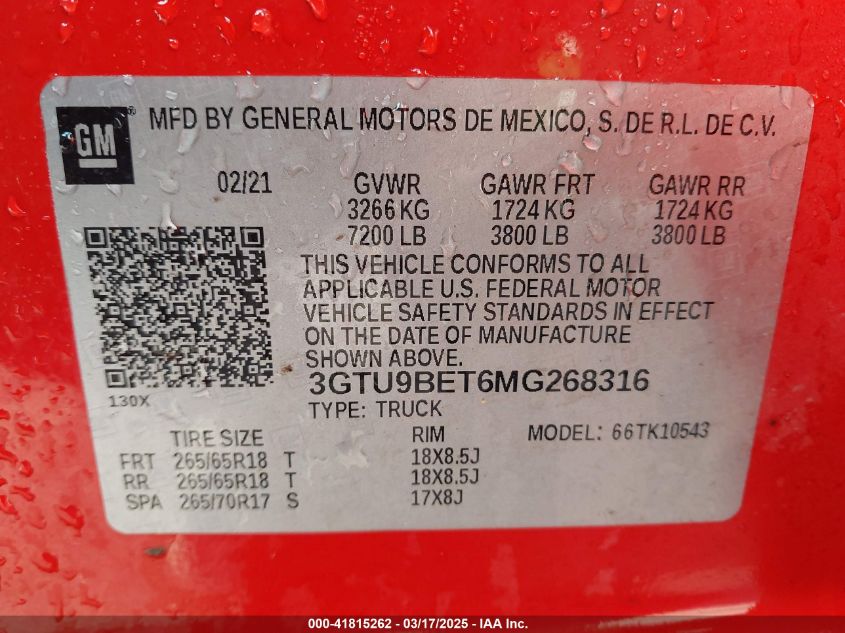 GM
MFD BY GENERAL MOTORS DE MEXICO, S. DE R.L. DE C.V.
02/21 GVWR GAWR FRT GAWR RR
3266 KG 1724 KG 1724 KG
7200 LB 3800 LB 3800 LB
THIS VEHICLE CONFORMS TO ALL
APPLICABLE U.S. FEDERAL MOTOR
VEHICLE SAFETY STANDARDS IN EFFECT
ON THE DATE OF MANUFACTURE
SHOWN ABOVE.
3GTU9BET6MG268316
130X
TYPE: TRUCK
TIRE SIZE RIM MODEL: 66TK10543
FRT 265/65R18 T 18X8.5J
RR 265/65R18 T 18X8.5J
SPA 265/70R17 S 17X8J
000-41815262 - 03/17/2025 - IAA Inc.